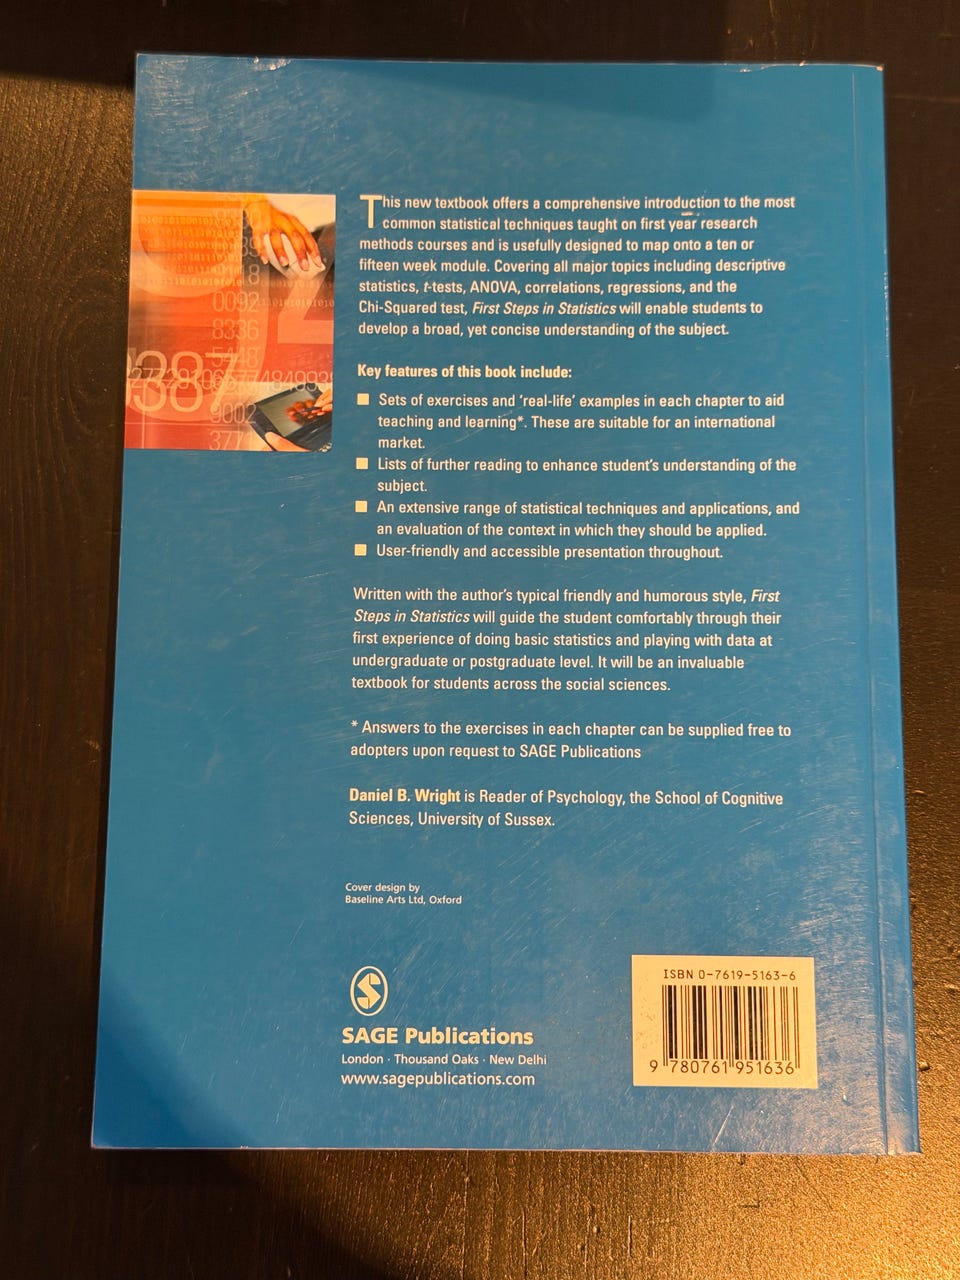 This new textbook offers a comprehensive introduction to the most
common statistical techniques taught on first year research
methods courses and is usefully designed to map onto a ten or
fifteen week module. Covering all major topics including descriptive
statistics, t-tests, ANOVA, correlations, regressions, and the
Chi-Squared test, First Steps in Statistics will enable students to
develop a broad, yet concise understanding of the subject.
Key features of this book include:
Sets of exercises and ‘real-life’ examples in each chapter to aid
teaching and learning*. These are suitable for an international
market.
Lists of further reading to enhance student’s understanding of the
subject.
An extensive range of statistical techniques and applications, and
an evaluation of the context in which they should be applied.
User-friendly and accessible presentation throughout.
Written with the author’s typical friendly and humorous style, First
Steps in Statistics will guide the student comfortably through their
first experience of doing basic statistics and playing with data at
undergraduate or postgraduate level. It will be an invaluable
textbook for students across the social sciences.
* Answers to the exercises in each chapter can be supplied free to
adopters upon request to SAGE Publications
Daniel B. Wright is Reader of Psychology, the School of Cognitive
Sciences, University of Sussex.
Cover design by
Baseline Arts Ltd, Oxford
S
SAGE Publications
London · Thousand Oaks · New Delhi
www.sagepublications.com
ISBN 0-7619-5163-6
9 780761 951636
0092
8336
5448
387
9002